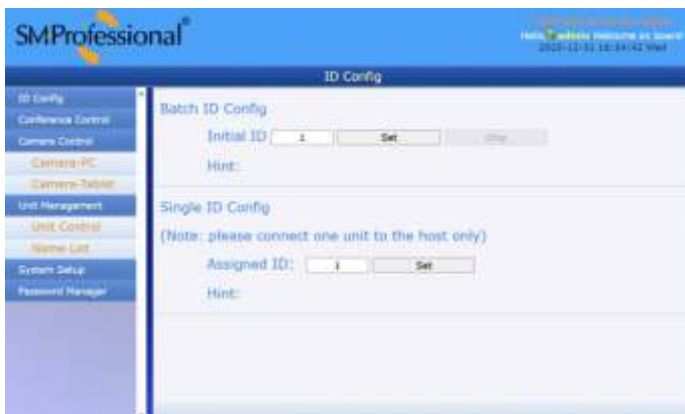 SMProfessional®
ID Config
ID Config
Conference Control
Camera Control
Camera-PC
Camera-Tablet
Unit Management
Unit Control
Name List
System Setup
Password Manager
Batch ID Config
Initial ID 1 Set
Hint:
Single ID Config
(Note: please connect one unit to the host only)
Assigned ID: 1 Set
Hint: